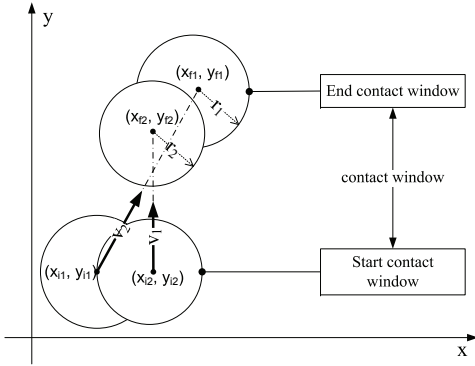 y
(xf1, yf1)
r1
End contact window
(xf2, yf2)
r2
contact window
v2
v1
(xi1, yi1)
(xi2, yi2)
Start contact
window
x